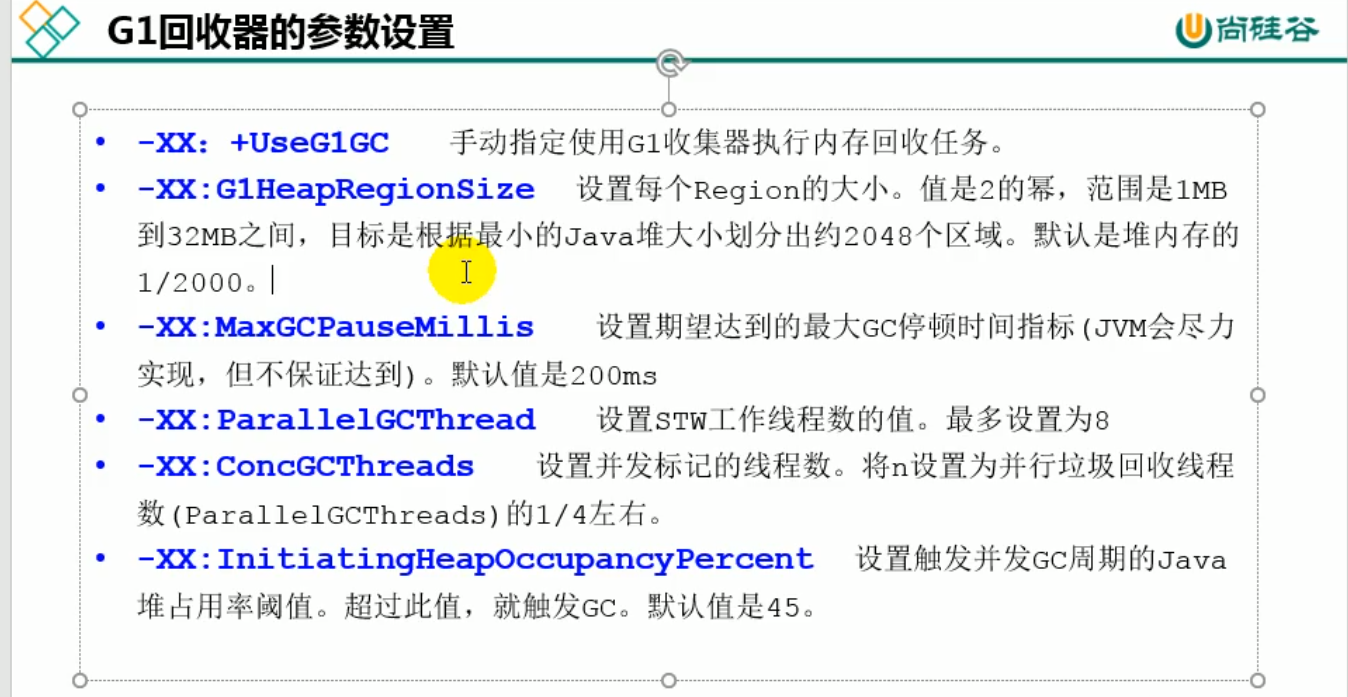 G1回收器的参数设置
尚硅谷
• -XX：+UseG1GC 手动指定使用G1收集器执行内存回收任务。
• -XX:G1HeapRegionSize 设置每个Region的大小。值是2的幂，范围是1MB
到32MB之间，目标是根据最小的Java堆大小划分出约2048个区域。默认是堆内存的
1/2000。
• -XX:MaxGCPauseMillis 设置期望达到的最大GC停顿时间指标(JVM会尽力
实现，但不保证达到)。默认值是200ms
• -XX:ParallelGCThread 设置STW工作线程数的值。最多设置为8
• -XX:ConcGCThreads 设置并发标记的线程数。将n设置为并行垃圾回收线程
数(ParallelGCThreads)的1/4左右。
• -XX:InitiatingHeapOccupancyPercent 设置触发并发GC周期的Java
堆占用率阈值。超过此值，就触发GC。默认值是45。